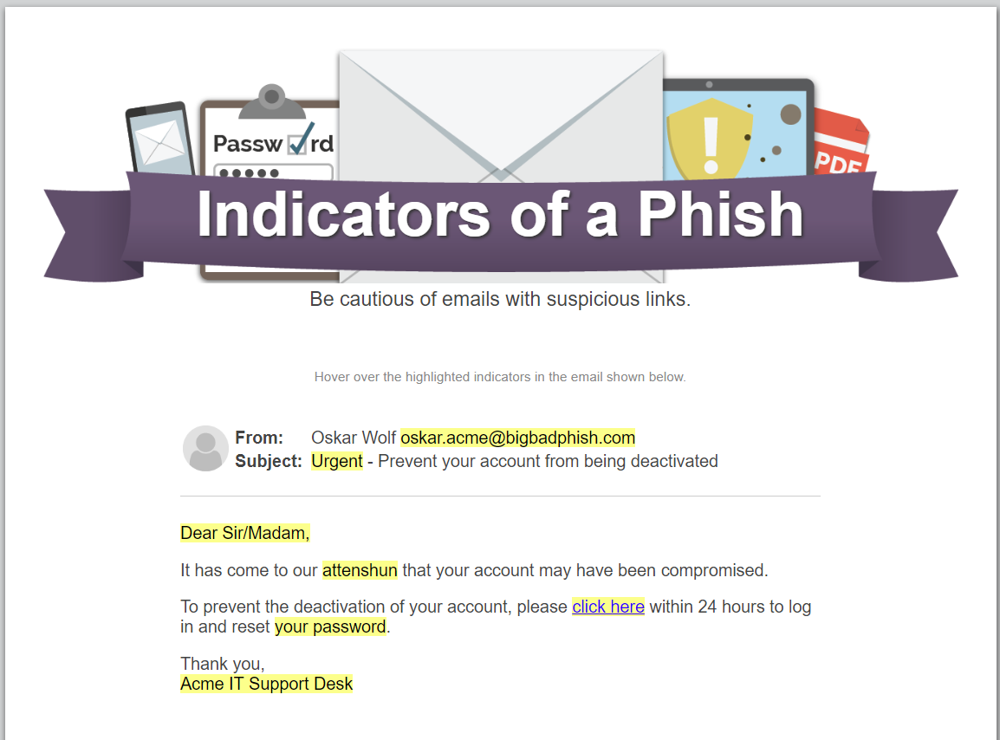 Passw rd
PDF
Indicators of a Phish
Be cautious of emails with suspicious links.
Hover over the highlighted indicators in the email shown below.
From: Oskar Wolf oskar.acme@bigbadphish.com
Subject: Urgent - Prevent your account from being deactivated
Dear Sir/Madam,
It has come to our attenshun that your account may have been compromised.
To prevent the deactivation of your account, please click here within 24 hours to log
in and reset your password.
Thank you,
Acme IT Support Desk